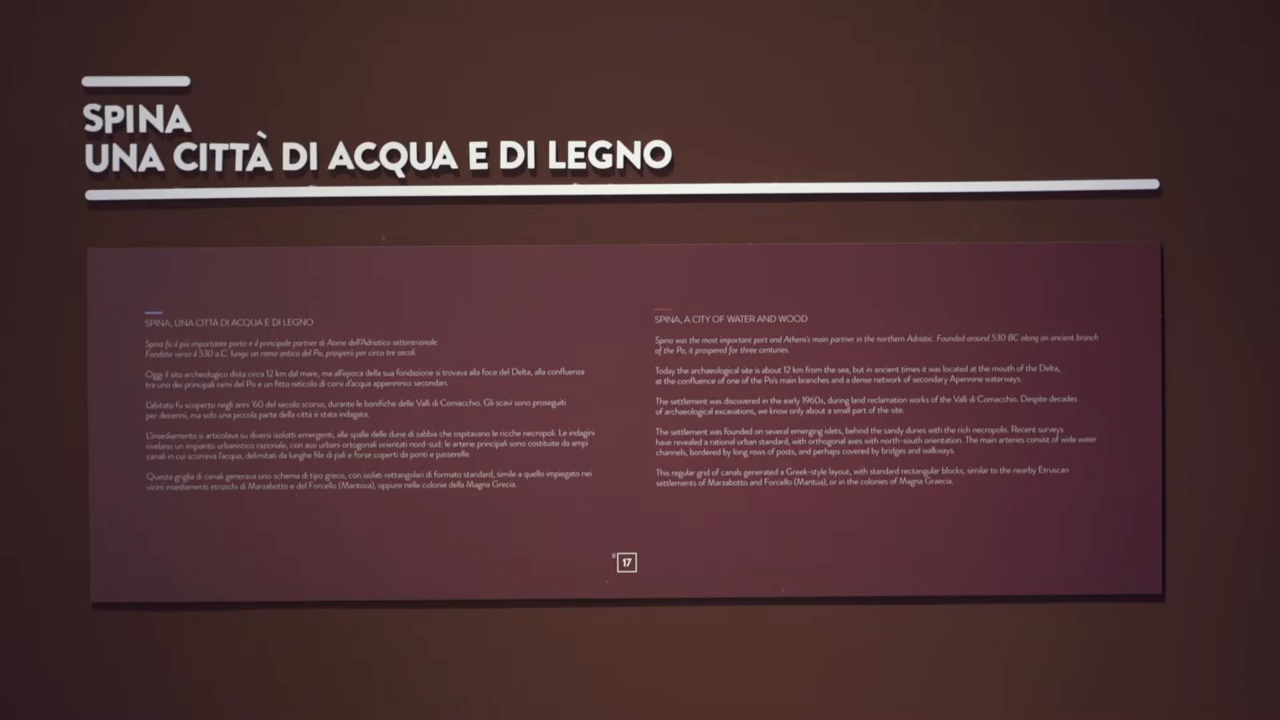 SPINA
UNA CITTÀ DI ACQUA E DI LEGNO
SPINA, UNA CITTÀ DI ACQUA E DI LEGNO
Spina fu il più importante porto e il principale partner di Atene dell'Adriatico settentrionale.
Fondata verso il 530 a.C. lungo un ramo antico del Po, prosperò per circa tre secoli.
Oggi il sito archeologico dista circa 12 km dal mare, ma all'epoca della sua fondazione si trovava alla foce del Delta, alla confluenza
tra uno dei principali rami del Po e un fitto reticolo di corsi d'acqua appenninici secondari.
L'abitato fu scoperto negli anni '60 del secolo scorso, durante le bonifiche delle Valli di Comacchio. Gli scavi sono proseguiti
per decenni, ma solo una piccola parte della città è stata indagata.
L'insediamento si articolava su diversi isolotti emergenti, alle spalle delle dune di sabbia che ospitavano le ricche necropoli. Le indagini
rivelano un impianto urbanistico razionale, con assi urbani ortogonali orientati nord-sud: le arterie principali sono costituite da ampi
canali in cui scorreva l'acqua, delimitati da lunghe file di pali e forse coperti da ponti e passerelle.
Questa griglia di canali generava uno schema di tipo greco, con isolati rettangolari di formato standard, simile a quello impiegato nei
vicini insediamenti etruschi di Marzabotto e del Forcello (Mantova), oppure nelle colonie della Magna Grecia.
SPINA, A CITY OF WATER AND WOOD
Spina was the most important port and Athens's main partner in the northern Adriatic. Founded around 530 BC along an ancient branch
of the Po, it prospered for three centuries.
Today the archaeological site is about 12 km from the sea, but in ancient times it was located at the mouth of the Delta,
at the confluence of one of the Po's main branches and a dense network of secondary Apennine waterways.
The settlement was discovered in the early 1960s, during land reclamation works of the Valli di Comacchio. Despite decades
of archaeological excavations, we know only about a small part of the site.
The settlement was founded on several emerging islets, behind the sandy dunes with the rich necropolis. Recent surveys
have revealed a rational urban standard, with orthogonal axes with north-south orientation. The main arteries consist of wide water
channels, bordered by long rows of posts, and perhaps covered by bridges and walkways.
This regular grid of canals generated a Greek-style layout, with standard rectangular blocks, similar to the nearby Etruscan
settlements of Marzabotto and Forcello (Mantua), or in the colonies of Magna Graecia.
# 17